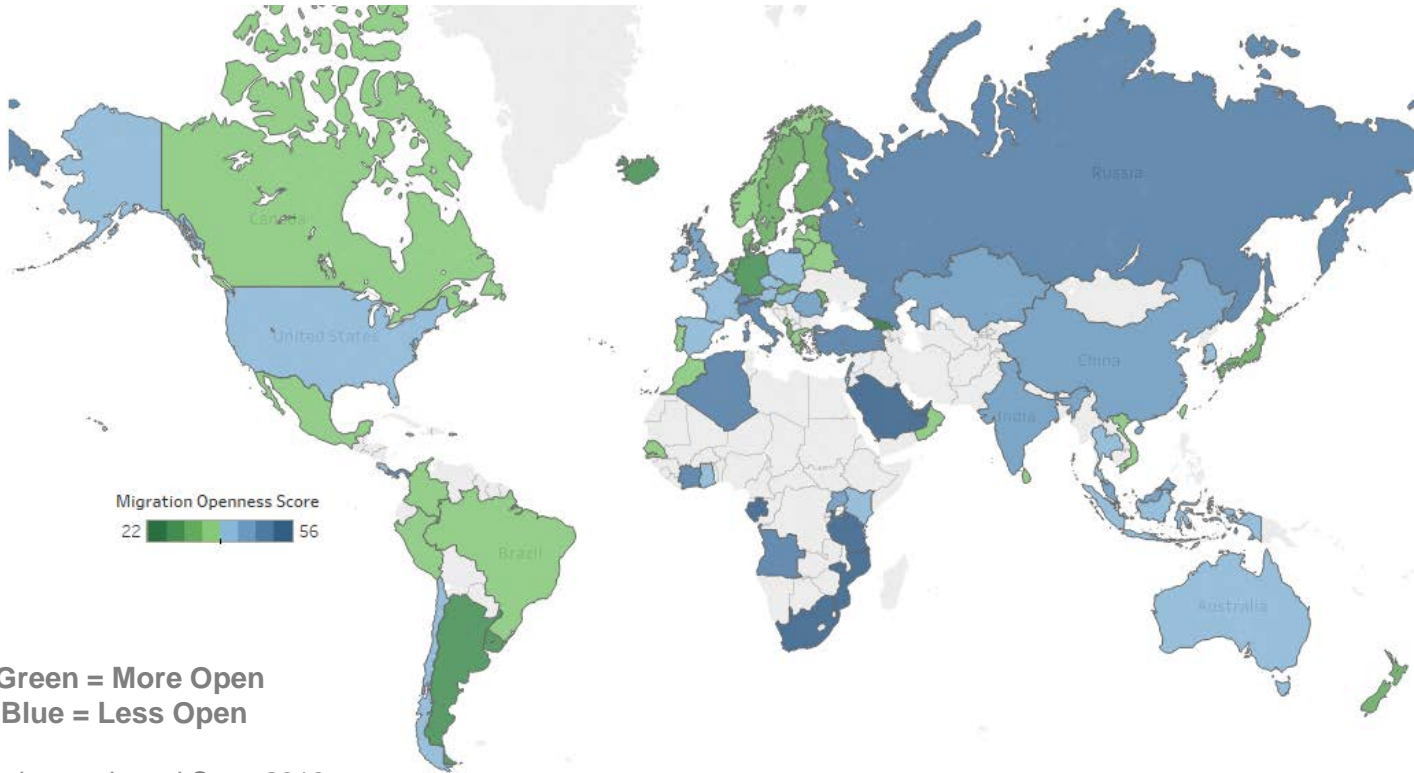 Canada
Russia
United States
China
India
Migration Openness Score
22 56
Brazil
Australia
Green = More Open
Blue = Less Open